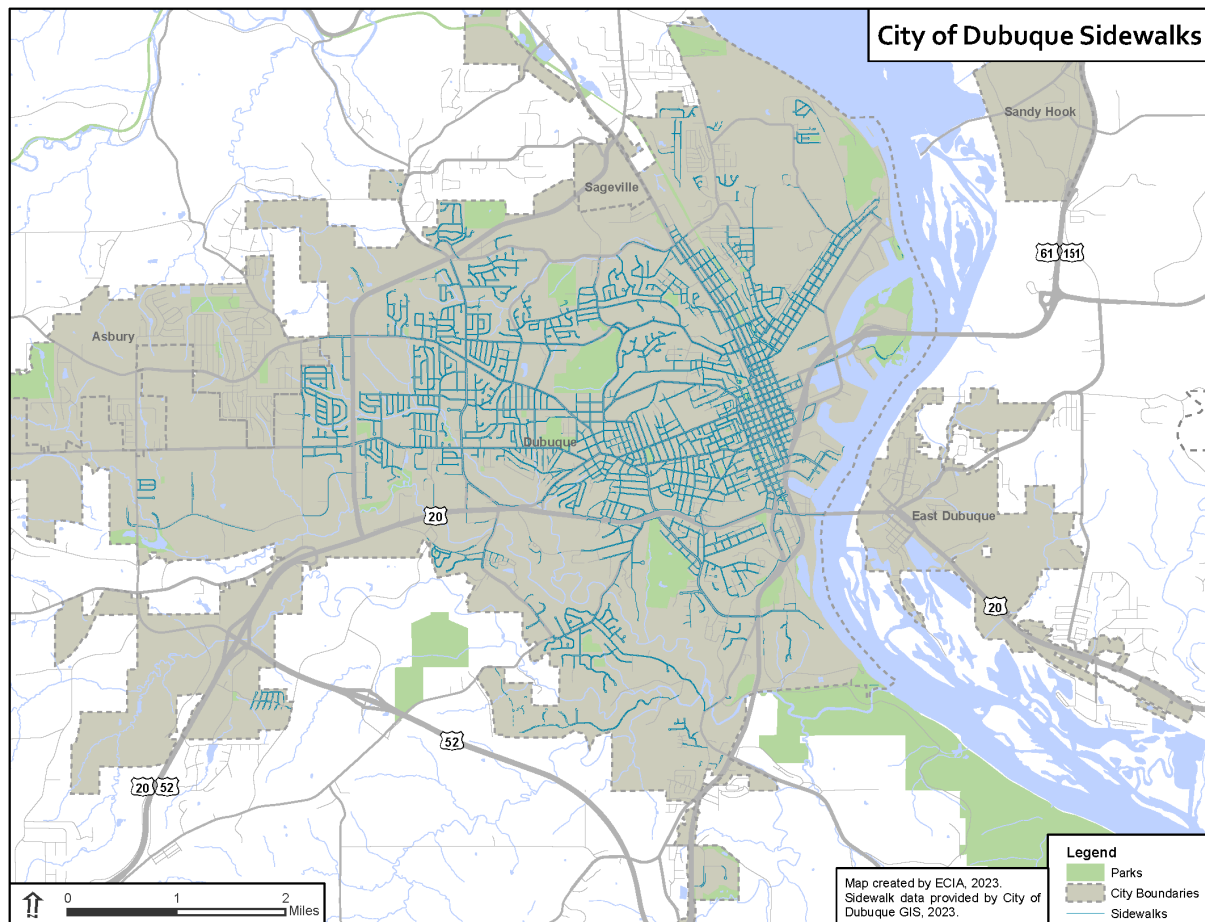 City of Dubuque Sidewalks
Sandy Hook
Sageville
61 151
Asbury
Dubuque
20
East Dubuque
20
52
20 52
0 1 2
Miles
Map created by ECIA, 2023.
Sidewalk data provided by City of
Dubuque GIS, 2023.
Legend
Parks
City Boundaries
Sidewalks